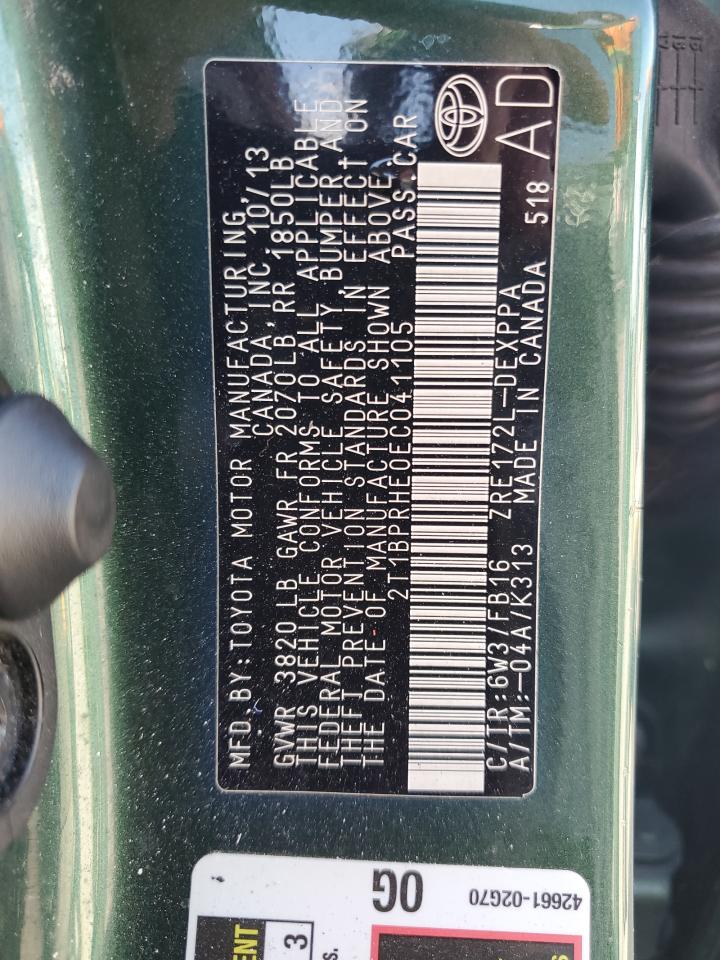 MFD. BY:TOYOTA MOTOR MANUFACTURING,
CANADA, INC. 10/13
GVWR 3820 LB GAWR FR 2070LB, RR 1850LB
THIS VEHICLE CONFORMS TO ALL APPLICABLE
FEDERAL MOTOR VEHICLE SAFETY, BUMPER AND
THEFT PREVENTION STANDARDS IN EFFECT ON
THE DATE OF MANUFACTURE SHOWN ABOVE.
2T1BPRHE0EC041105 PASS.CAR
C/TR:6W3/FB16 ZRE172L-DEXPPA
A/TM:-04A/K313 MADE IN CANADA 518
AD
0G
42661-02G70
3